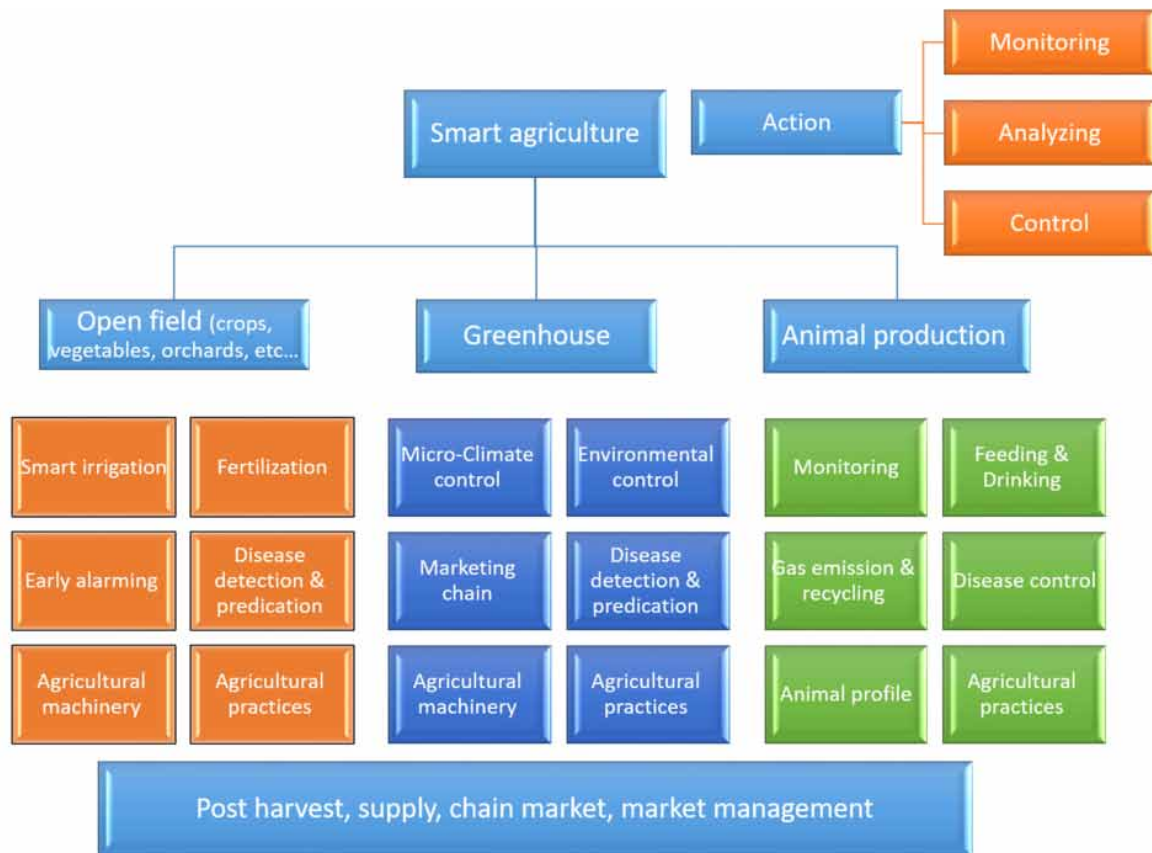 Monitoring
Smart agriculture
Action
Analyzing
Control
Open field (crops,
vegetables, orchards, etc...
Greenhouse
Animal production
Smart irrigation
Fertilization
Micro-Climate
control
Environmental
control
Monitoring
Feeding &
Drinking
Early alarming
Disease
detection &
predication
Marketing
chain
Disease
detection &
predication
Gas emission &
recycling
Disease control
Agricultural
machinery
Agricultural
practices
Agricultural
machinery
Agricultural
practices
Animal profile
Agricultural
practices
Post harvest, supply, chain market, market management